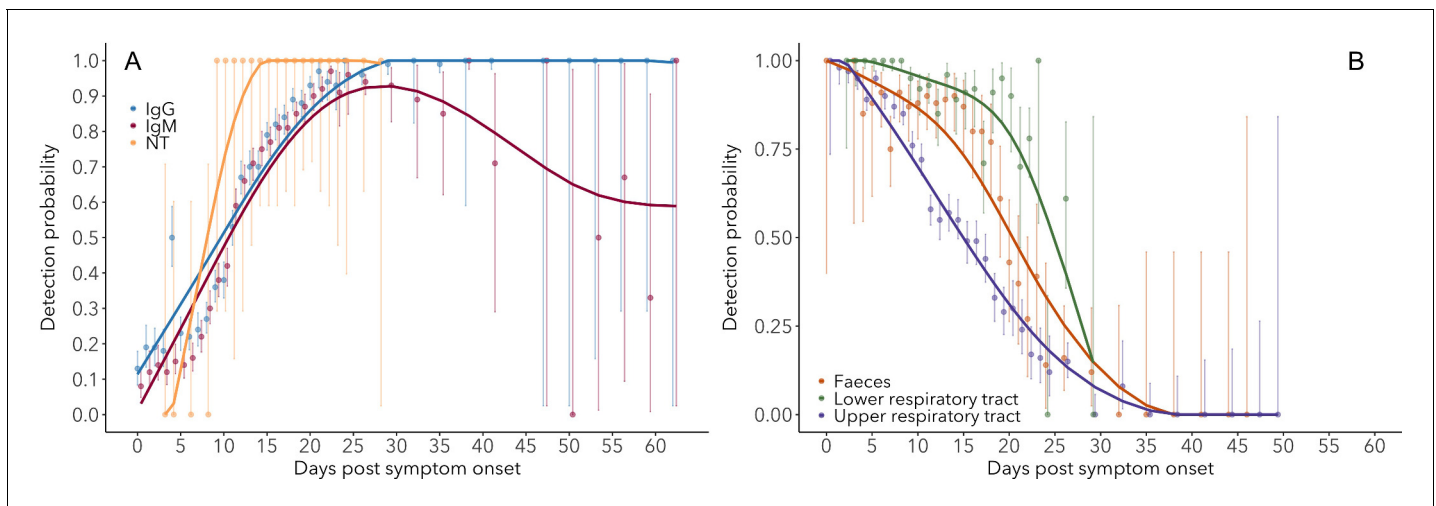 A
IgG
IgM
NT
Detection probability
1.0
0.9
0.8
0.7
0.6
0.5
0.4
0.3
0.2
0.1
0.0
0 5 10 15 20 25 30 35 40 45 50 55 60
Days post symptom onset
B
Detection probability
1.00
0.75
0.50
0.25
0.00
Faeces
Lower respiratory tract
Upper respiratory tract
0 5 10 15 20 25 30 35 40 45 50 55 60
Days post symptom onset